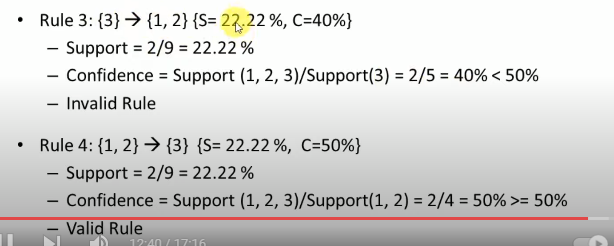 • Rule 3: {3} → {1, 2} {S= 22.22 %, C=40%}
– Support = 2/9 = 22.22 %
– Confidence = Support (1, 2, 3)/Support(3) = 2/5 = 40% < 50%
– Invalid Rule
• Rule 4: {1, 2} → {3} {S= 22.22 %, C=50%}
– Support = 2/9 = 22.22 %
– Confidence = Support (1, 2, 3)/Support(1, 2) = 2/4 = 50% >= 50%
– Valid Rule
12:40 / 17:16